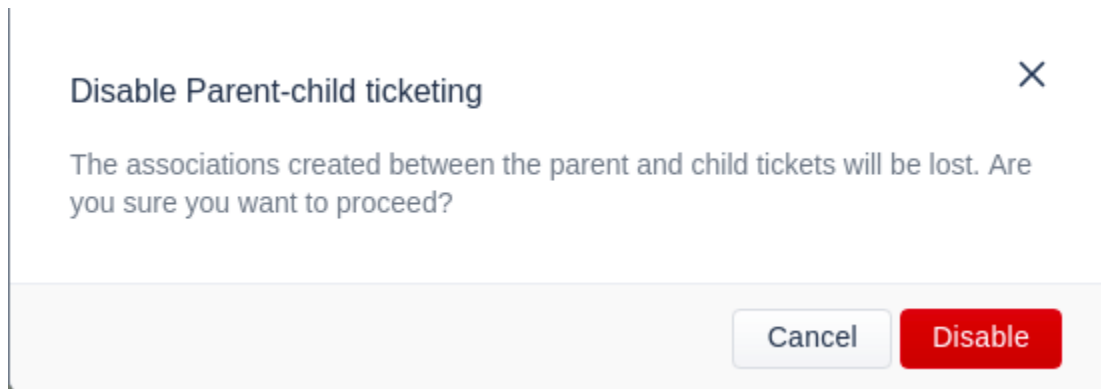 Disable Parent-child ticketing
The associations created between the parent and child tickets will be lost. Are
you sure you want to proceed?
Cancel Disable